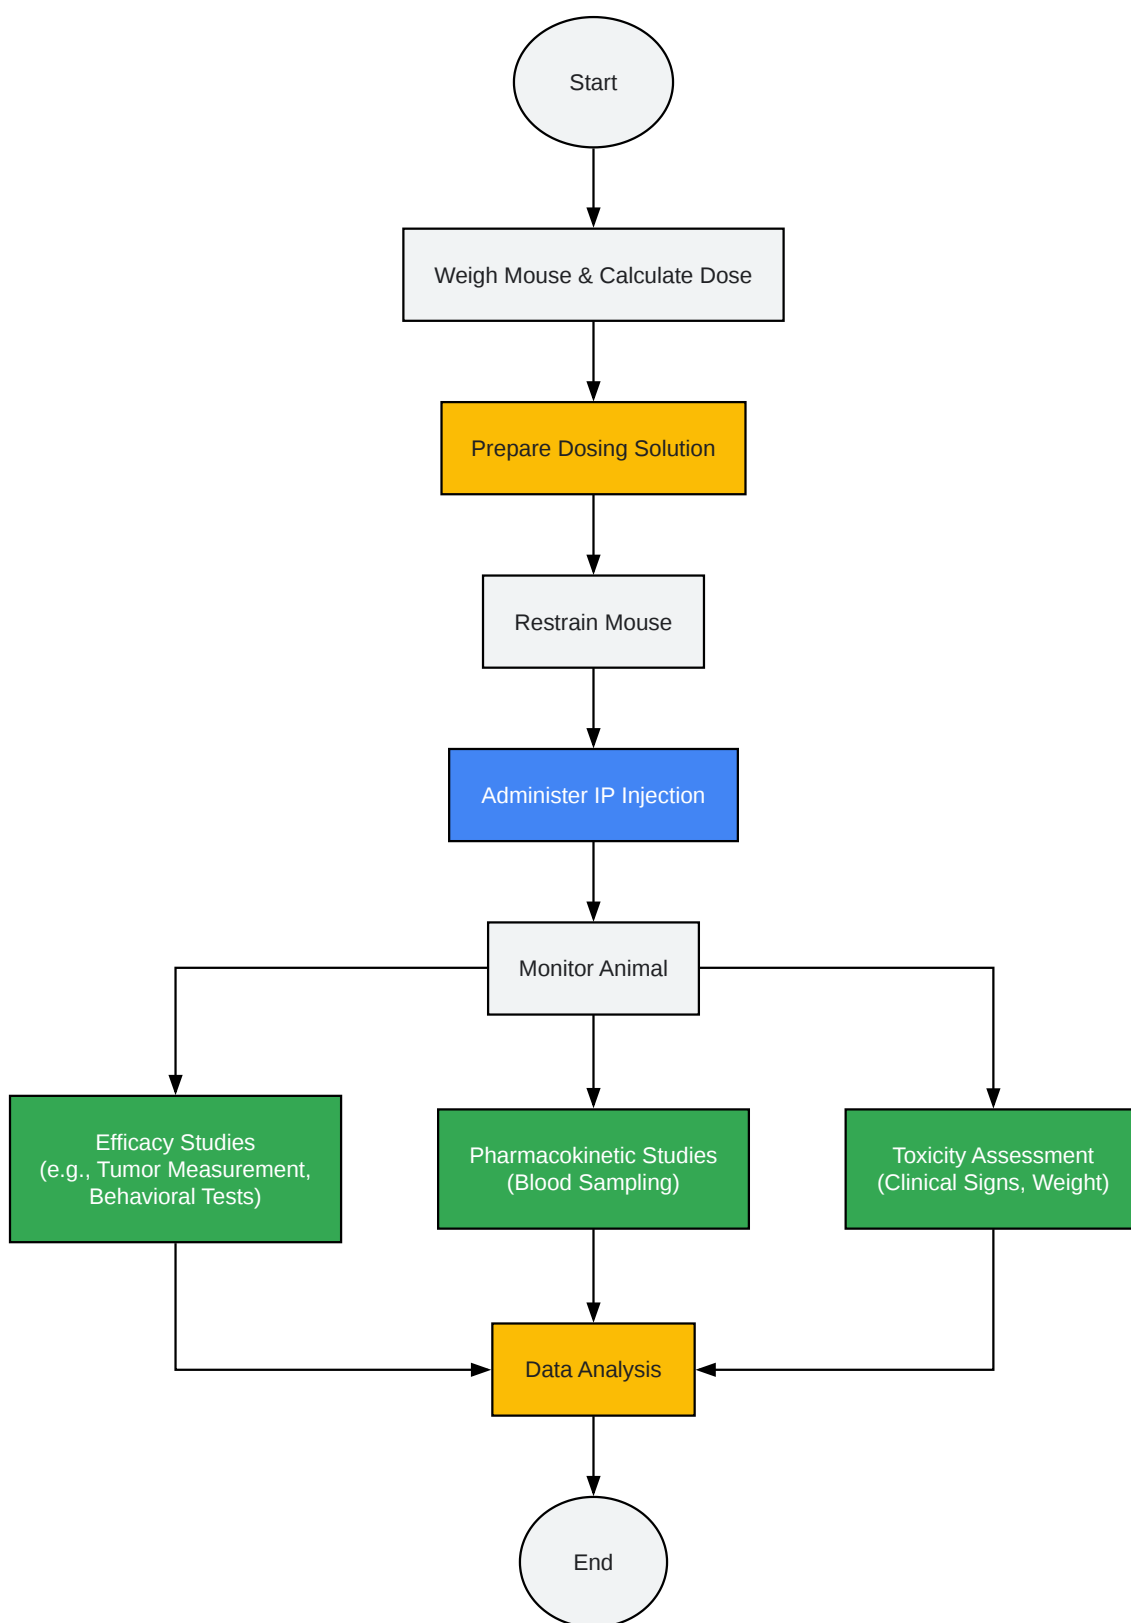 Start
Weigh Mouse & Calculate Dose
Prepare Dosing Solution
Restrain Mouse
Administer IP Injection
Monitor Animal
Efficacy Studies
(e.g., Tumor Measurement,
Behavioral Tests)
Pharmacokinetic Studies
(Blood Sampling)
Toxicity Assessment
(Clinical Signs, Weight)
Data Analysis
End